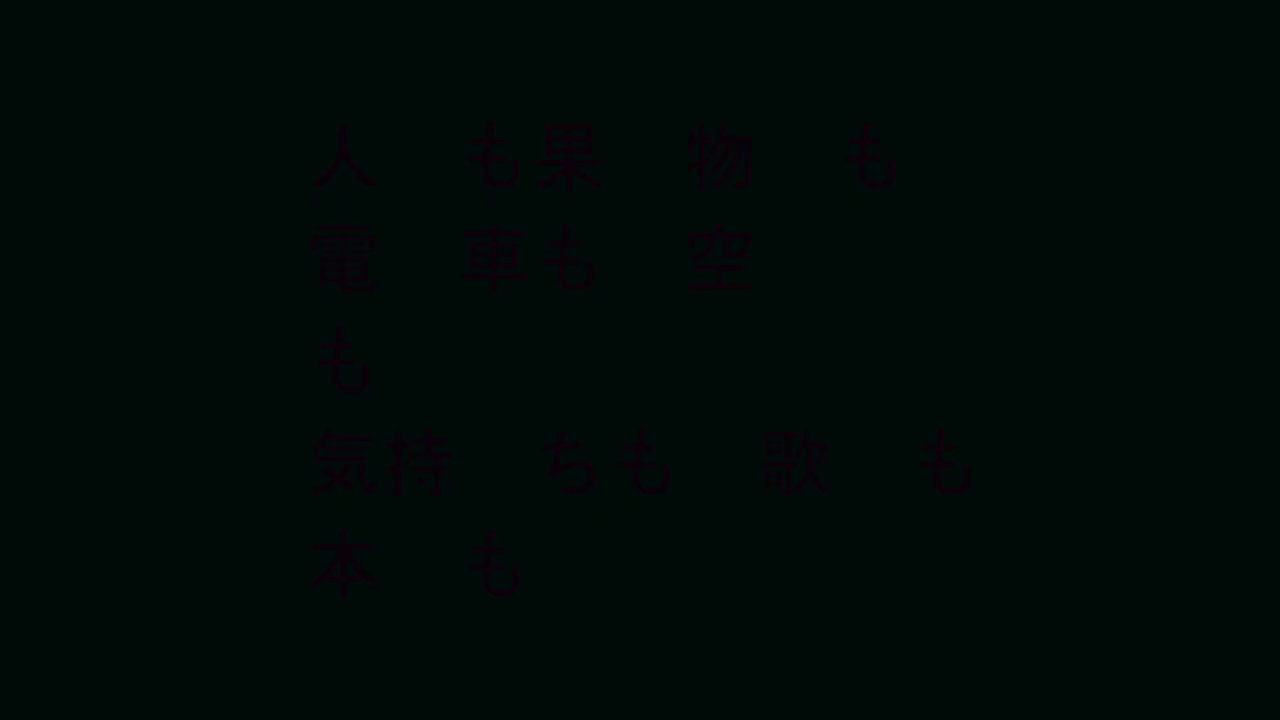 人　も果　物　も
電　車も　空
も
気持　ちも　歌　も
本　も